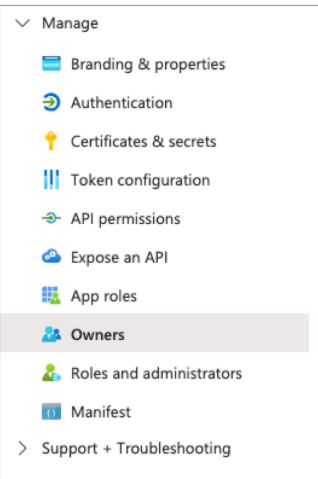 Manage
Branding & properties
Authentication
Certificates & secrets
Token configuration
API permissions
Expose an API
App roles
Owners
Roles and administrators
Manifest
Support + Troubleshooting